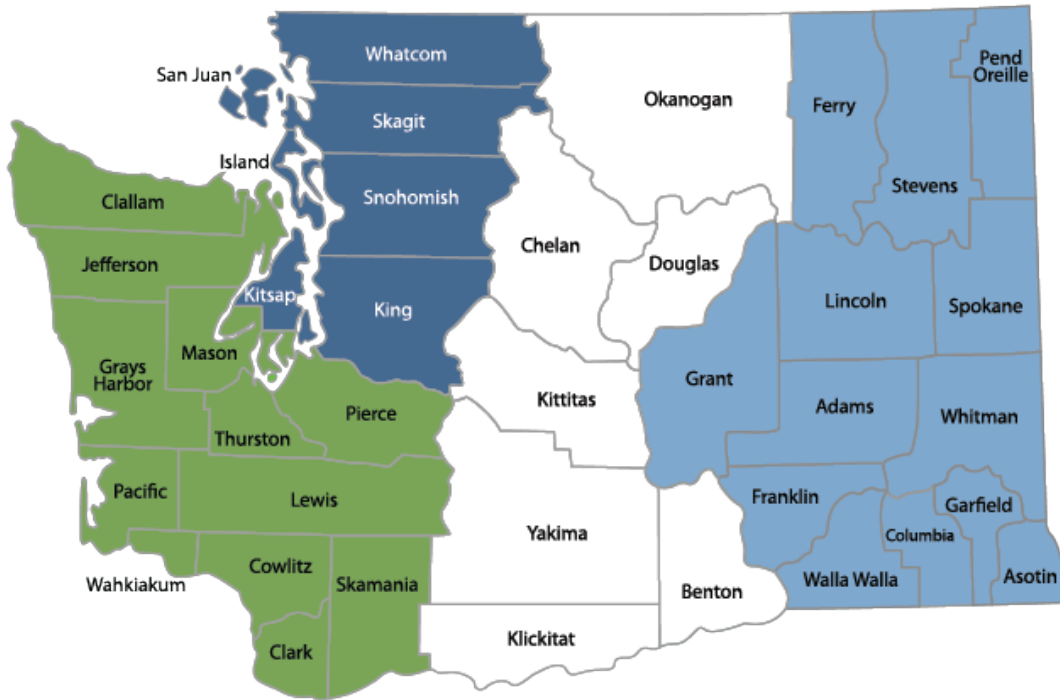 Whatcom
San Juan
Pend
Oreille
Okanogan
Ferry
Skagit
Island
Stevens
Snohomish
Clallam
Chelan
Jefferson
Douglas
Kitsap
Lincoln
Spokane
King
Mason
Grays
Harbor
Grant
Kittitas
Adams
Pierce
Whitman
Thurston
Pacific
Lewis
Franklin
Garfield
Yakima
Columbia
Cowlitz
Wahkiakum
Skamania
Walla Walla
Asotin
Benton
Klickitat
Clark